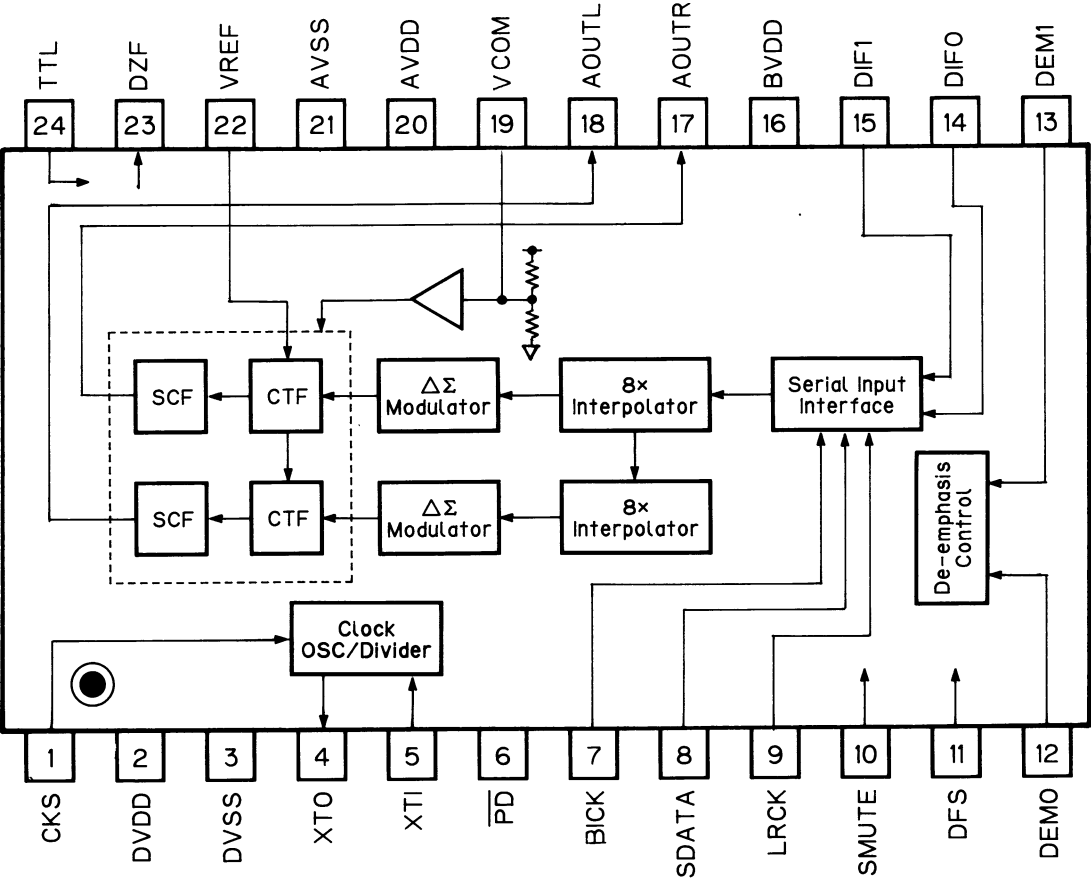 TTL
DZF
VREF
AVSS
AVDD
VCOM
AOUTL
AOUTR
BVDD
DIF1
DIF0
DEM1
24
23
22
21
20
19
18
17
16
15
14
13
SCF
CTF
ΔΣ
Modulator
8×
Interpolator
Serial Input
Interface
SCF
CTF
ΔΣ
Modulator
8×
Interpolator
De-emphasis
Control
Clock
OSC/Divider
1
2
3
4
5
6
7
8
9
10
11
12
CKS
DVDD
DVSS
XTO
XTI
P̅D̅
BICK
SDATA
LRCK
SMUTE
DFS
DEM0